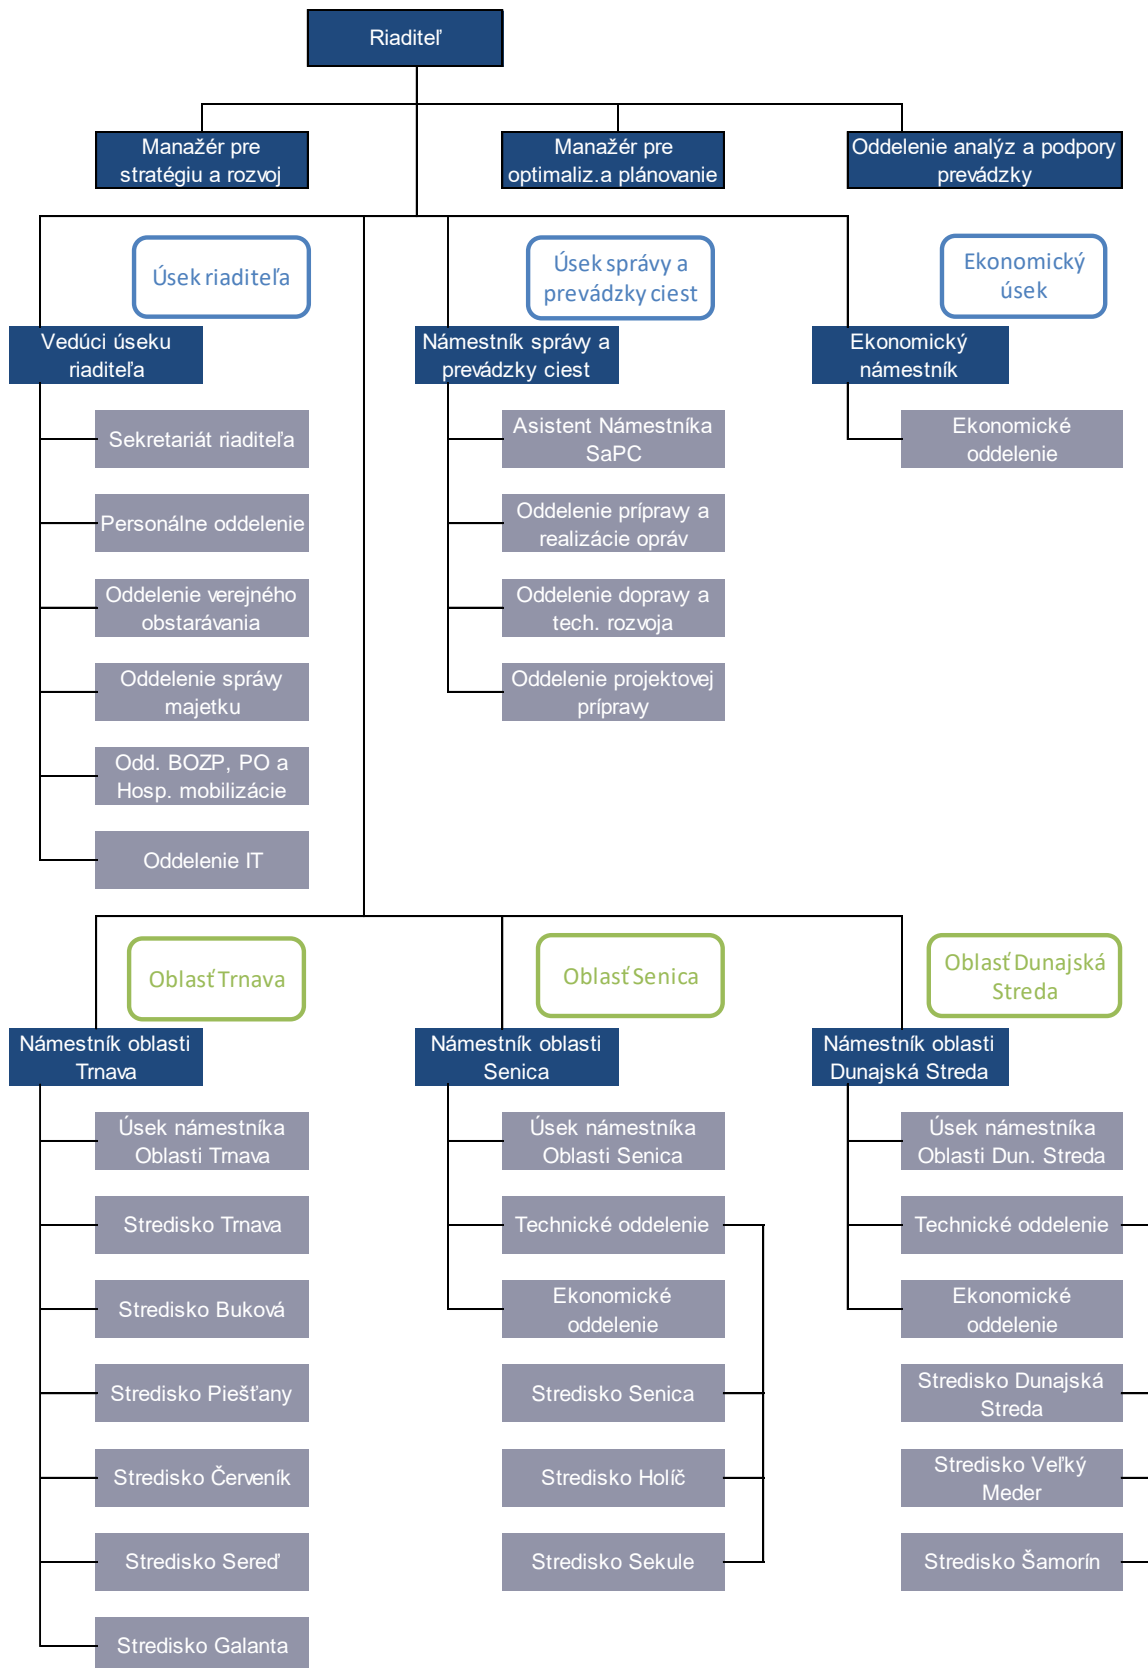 Riaditeľ
Manažér pre
stratégiu a rozvoj
Manažér pre
optimaliz.a plánovanie
Oddelenie analýz a podpory
prevádzky
Úsek riaditeľa
Úsek správy a
prevádzky ciest
Ekonomický
úsek
Vedúci úseku
riaditeľa
Námestník správy a
prevádzky ciest
Ekonomický
námestník
Sekretariát riaditeľa
Personálne oddelenie
Oddelenie verejného
obstarávania
Oddelenie správy
majetku
Odd. BOZP, PO a
Hosp. mobilizácie
Oddelenie IT
Asistent Námestníka
SaPC
Oddelenie prípravy a
realizácie opráv
Oddelenie dopravy a
tech. rozvoja
Oddelenie projektovej
prípravy
Ekonomické
oddelenie
Oblasť Trnava
Oblasť Senica
Oblasť Dunajská
Streda
Námestník oblasti
Trnava
Námestník oblasti
Senica
Námestník oblasti
Dunajská Streda
Úsek námestníka
Oblasti Trnava
Stredisko Trnava
Stredisko Buková
Stredisko Piešťany
Stredisko Červeník
Stredisko Sereď
Stredisko Galanta
Úsek námestníka
Oblasti Senica
Technické oddelenie
Ekonomické
oddelenie
Stredisko Senica
Stredisko Holíč
Stredisko Sekule
Úsek námestníka
Oblasti Dun. Streda
Technické oddelenie
Ekonomické
oddelenie
Stredisko Dunajská
Streda
Stredisko Veľký
Meder
Stredisko Šamorín